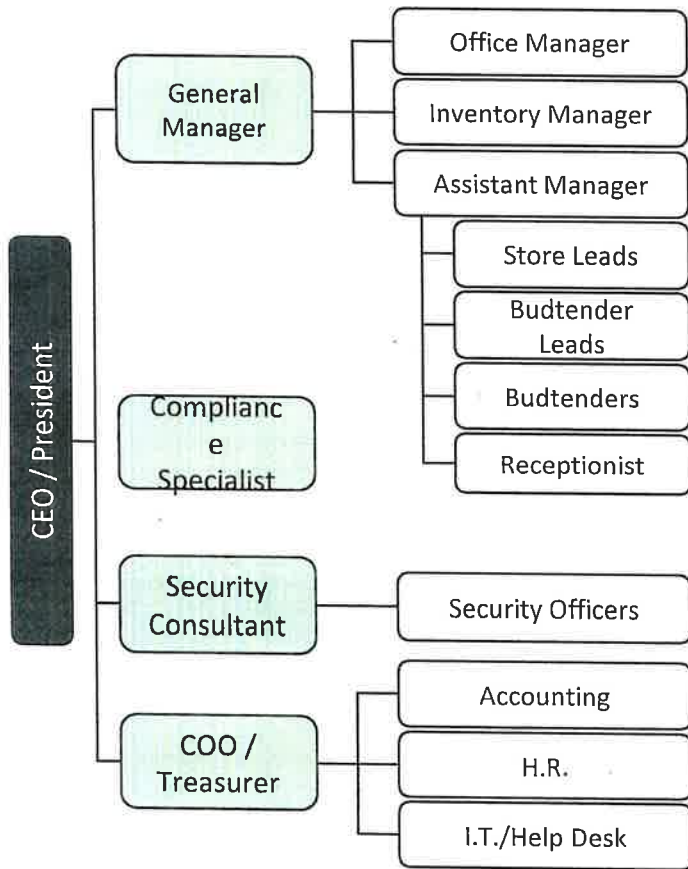 CEO / President
General
Manager
Office Manager
Inventory Manager
Assistant Manager
Store Leads
Budtender
Leads
Budtenders
Receptionist
Complianc
e
Specialist
Security
Consultant
Security Officers
COO /
Treasurer
Accounting
H.R.
I.T./Help Desk